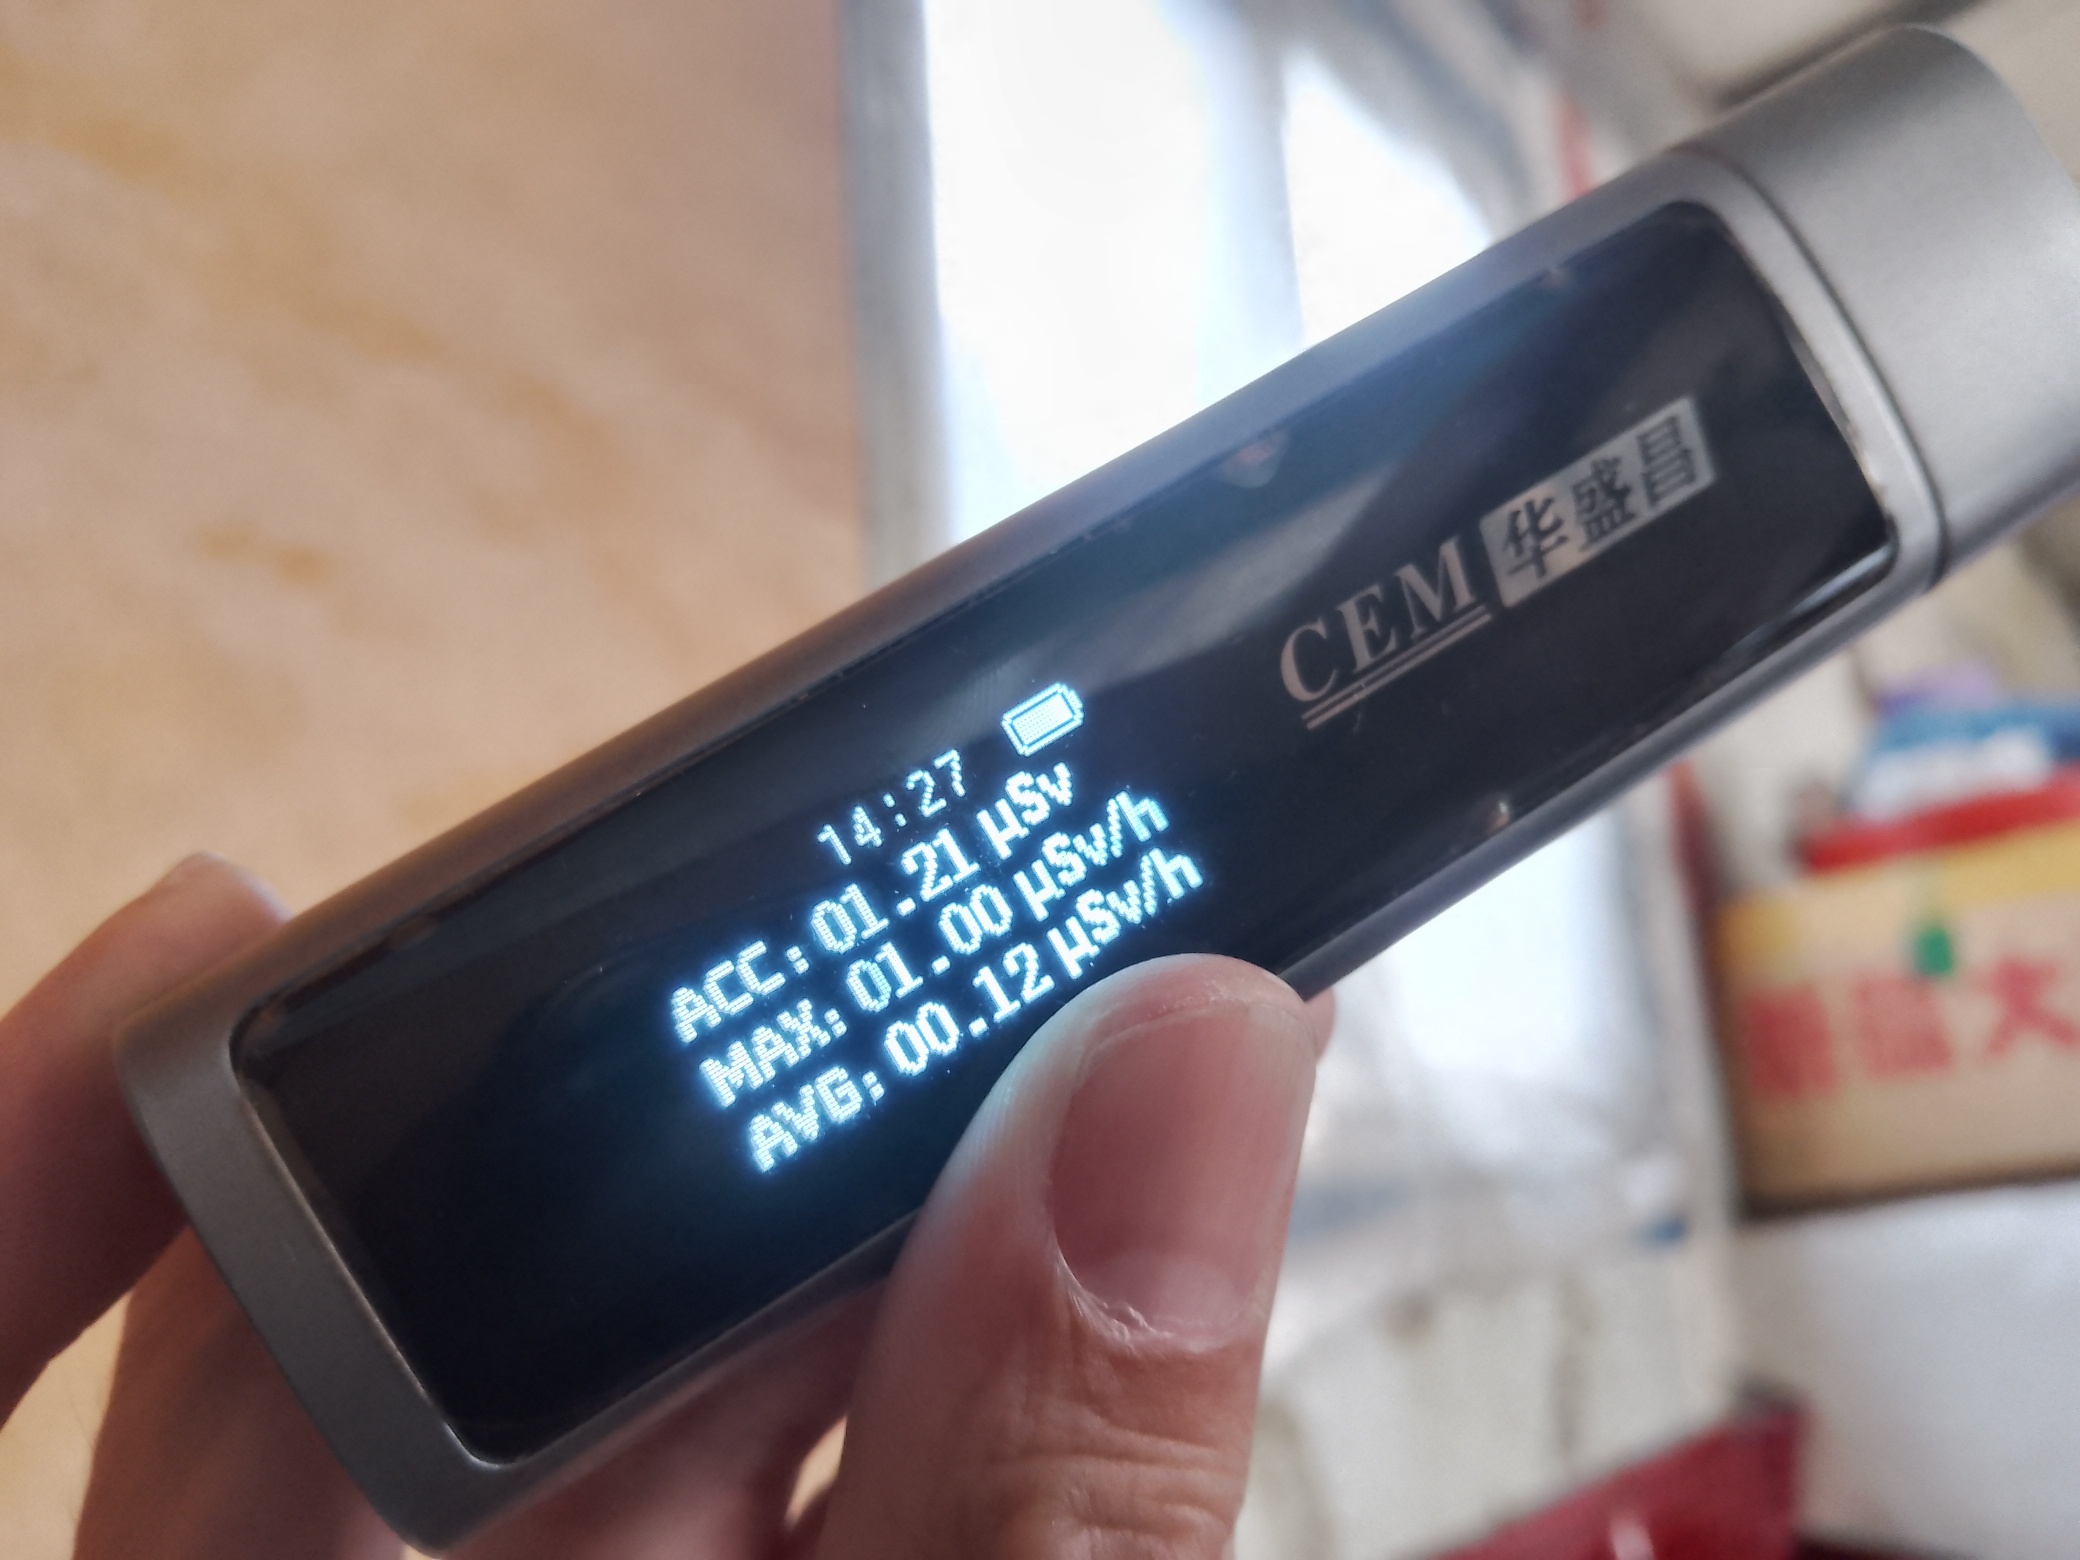 CEM 华盛昌
14:27
ACC:01.21 µSv
MAX:01.00 µSv/h
AVG:00.12 µSv/h